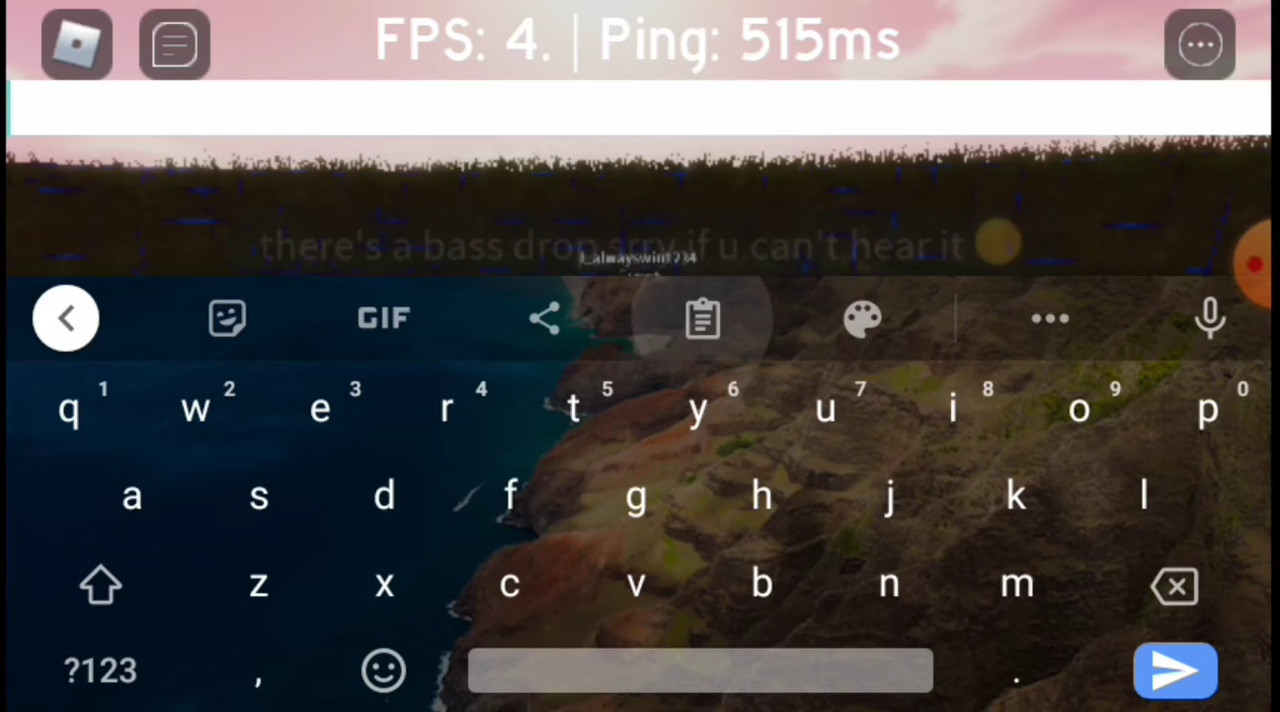 FPS: 4. | Ping: 515ms
there's a bass drop srry if u can't hear it
GIF
q 1 w 2 e 3 r 4 t 5 y 6 u 7 i 8 o 9 p 0
a s d f g h j k l
z x c v b n m
?123 , .